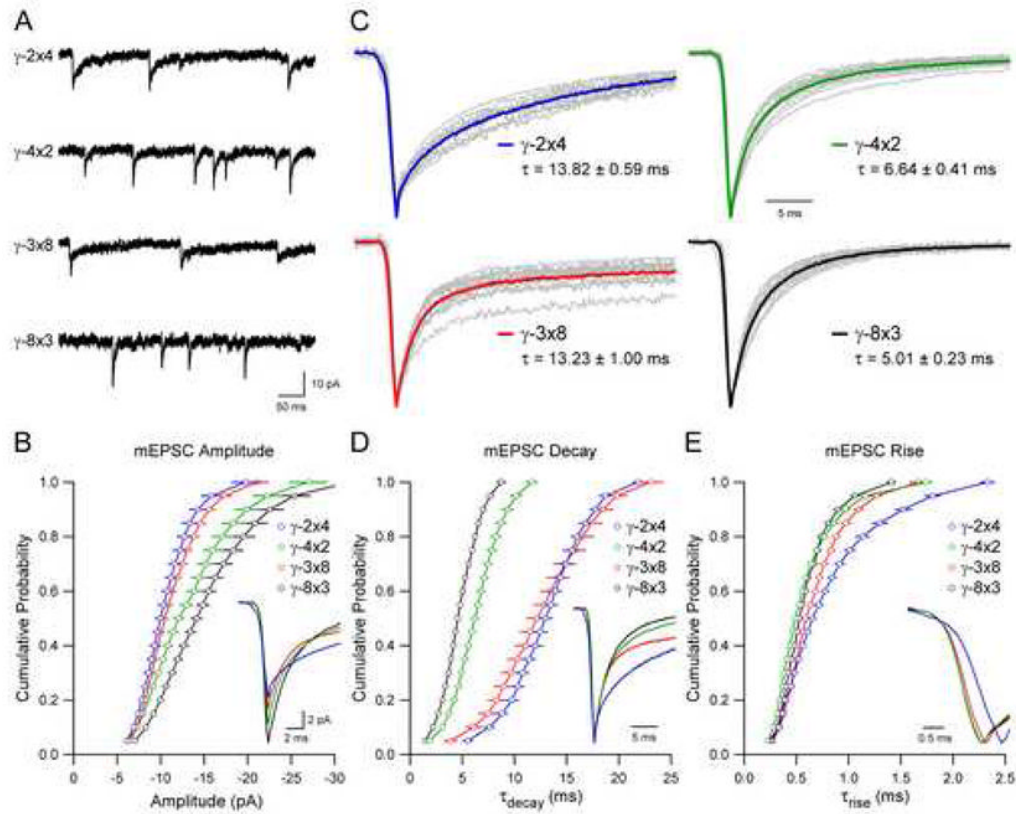 A
γ-2x4
γ-4x2
γ-3x8
γ-8x3
10 pA
50 ms
C
γ-2x4
τ = 13.82 ± 0.59 ms
γ-4x2
τ = 6.64 ± 0.41 ms
5 ms
γ-3x8
τ = 13.23 ± 1.00 ms
γ-8x3
τ = 5.01 ± 0.23 ms
B
mEPSC Amplitude
Cumulative Probability
1.0
0.8
0.6
0.4
0.2
0.0
γ-2x4
γ-4x2
γ-3x8
γ-8x3
2 pA
2 ms
0 -5 -10 -15 -20 -25 -30
Amplitude (pA)
D
mEPSC Decay
Cumulative Probability
1.0
0.8
0.6
0.4
0.2
0.0
γ-2x4
γ-4x2
γ-3x8
γ-8x3
5 ms
0 5 10 15 20 25
τdecay (ms)
E
mEPSC Rise
Cumulative Probability
1.0
0.8
0.6
0.4
0.2
0.0
γ-2x4
γ-4x2
γ-3x8
γ-8x3
0.5 ms
0.0 0.5 1.0 1.5 2.0 2.5
τrise (ms)